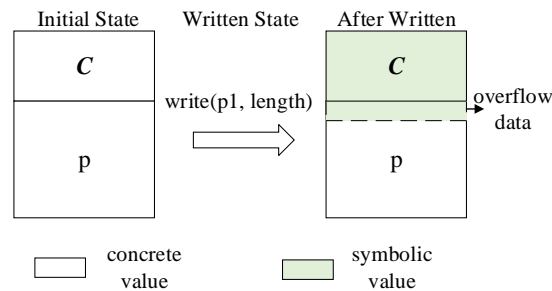 Initial State
Written State
After Written
C
C
write(p1, length)
overflow
data
p
p
concrete
value
symbolic
value